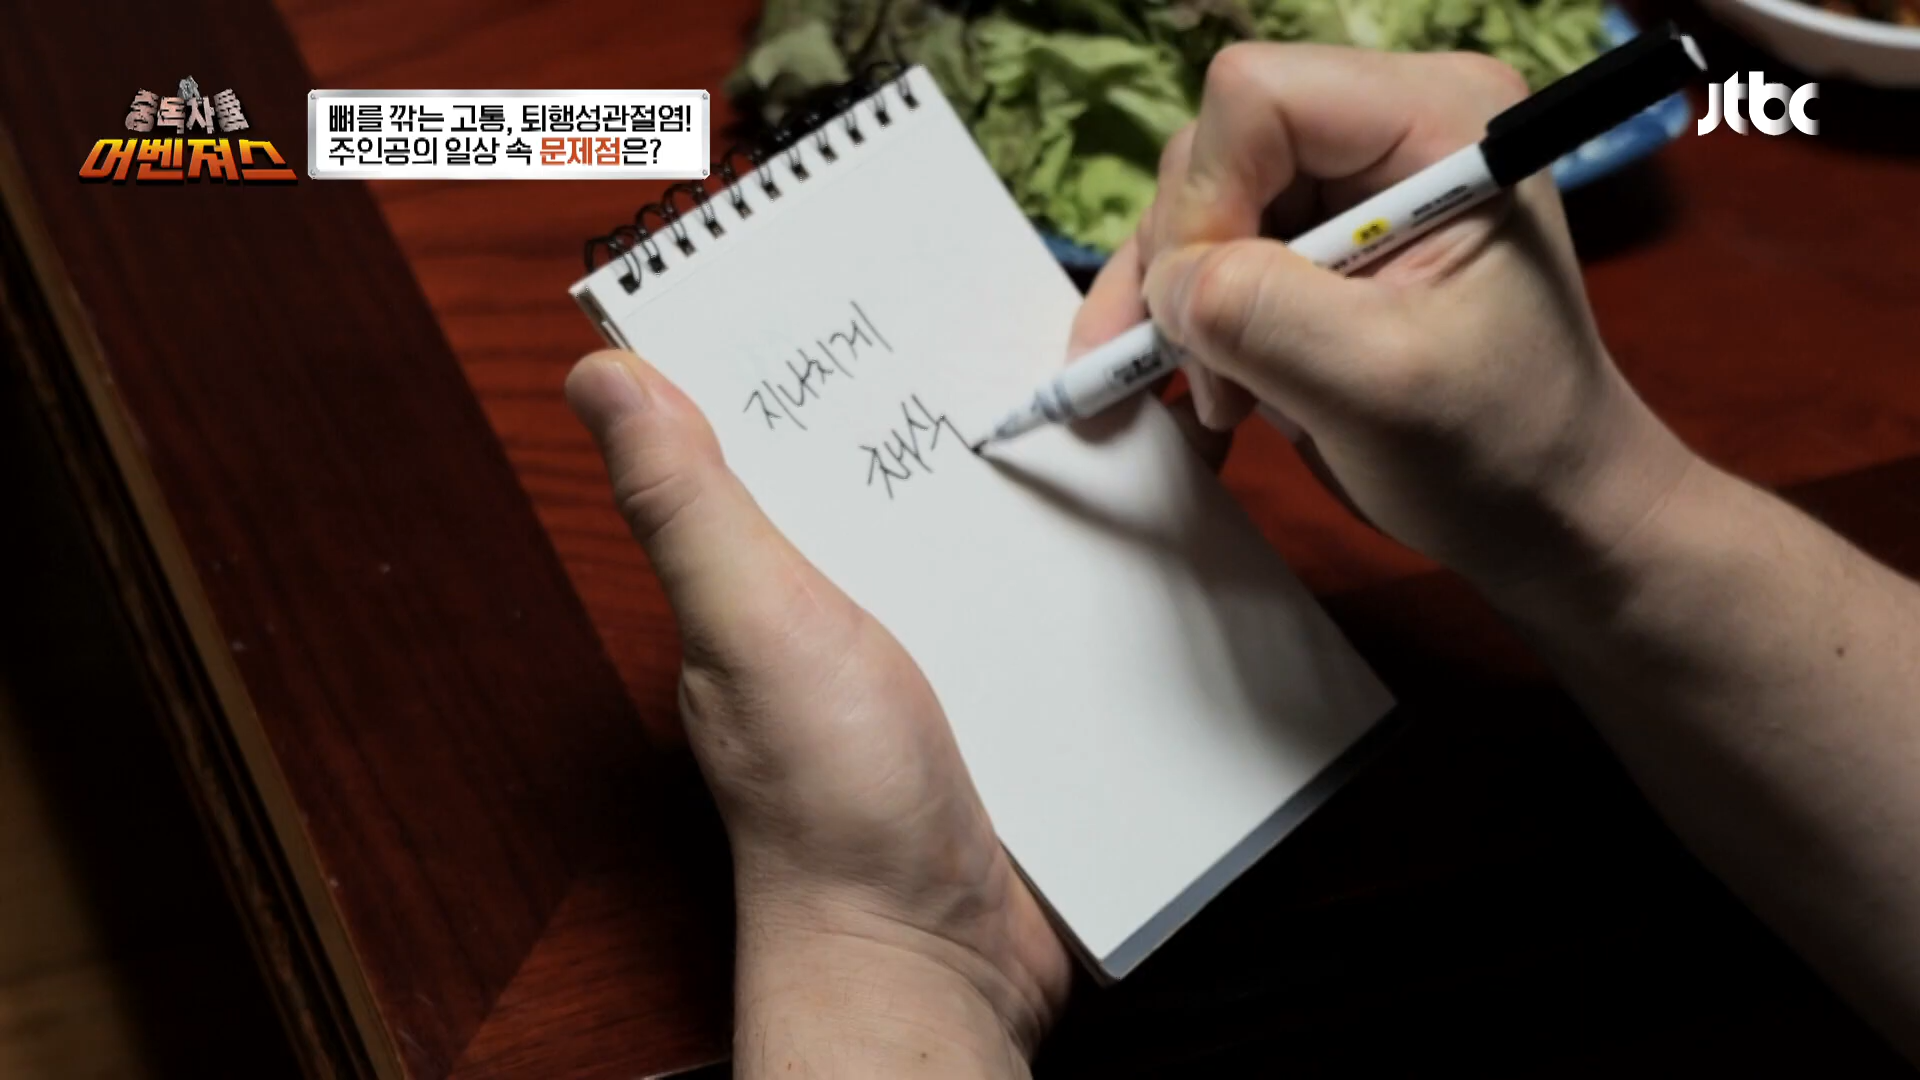 중독자들
어벤져스
뼈를 깎는 고통, 퇴행성관절염!
주인공의 일상 속 문제점은?
jtbc
지나치게
채식